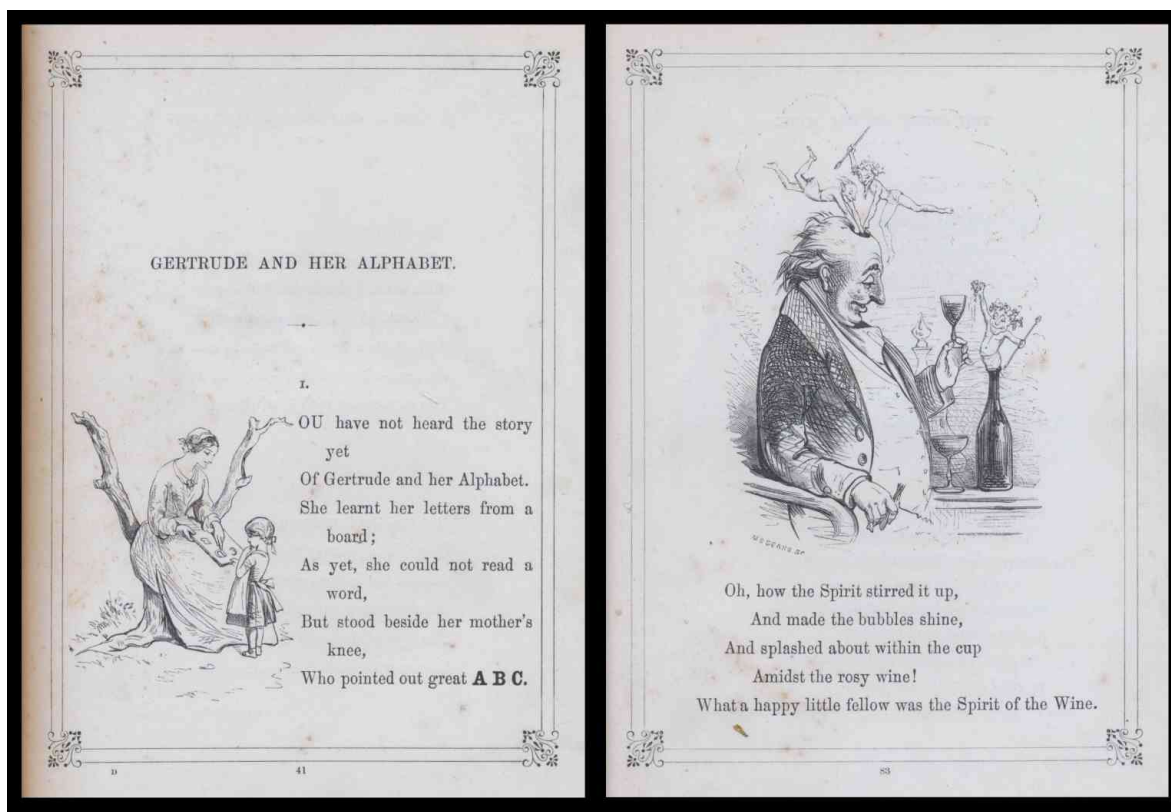 GERTRUDE AND HER ALPHABET.
I.
OU have not heard the story
yet
Of Gertrude and her Alphabet.
She learnt her letters from a
board;
As yet, she could not read a
word,
But stood beside her mother's
knee,
Who pointed out great A B C.
D
41
Oh, how the Spirit stirred it up,
And made the bubbles shine,
And splashed about within the cup
Amidst the rosy wine!
What a happy little fellow was the Spirit of the Wine.
83